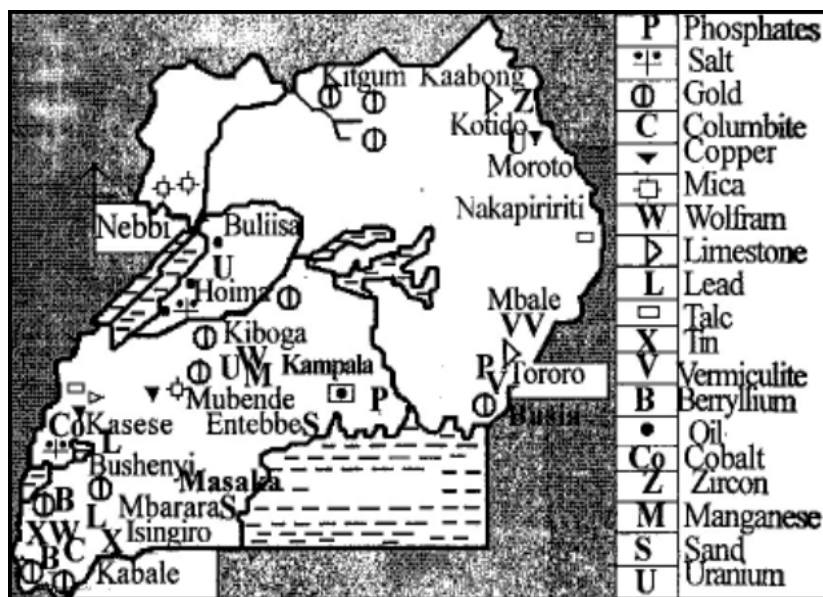 Kitgum Kaabong
Z
Kotido
U
Moroto
Nakapiririti
Nebbi
Buliisa
U
Hoima
Mbale
VV
Kiboga
U W M
Kampala
P
P
V
Tororo
Mubende
Entebbe S
Busia
Co Kasese
L
Bushenyi
Masaka
B
L
Mbarara S
X W
C
X
Isingiro
B
Kabale
P Phosphates
Salt
Gold
C Columbite
Copper
Mica
W Wolfram
Limestone
L Lead
Talc
X Tin
V Vermiculite
B Berryllium
Oil
Co Cobalt
Z Zircon
M Manganese
S Sand
U Uranium